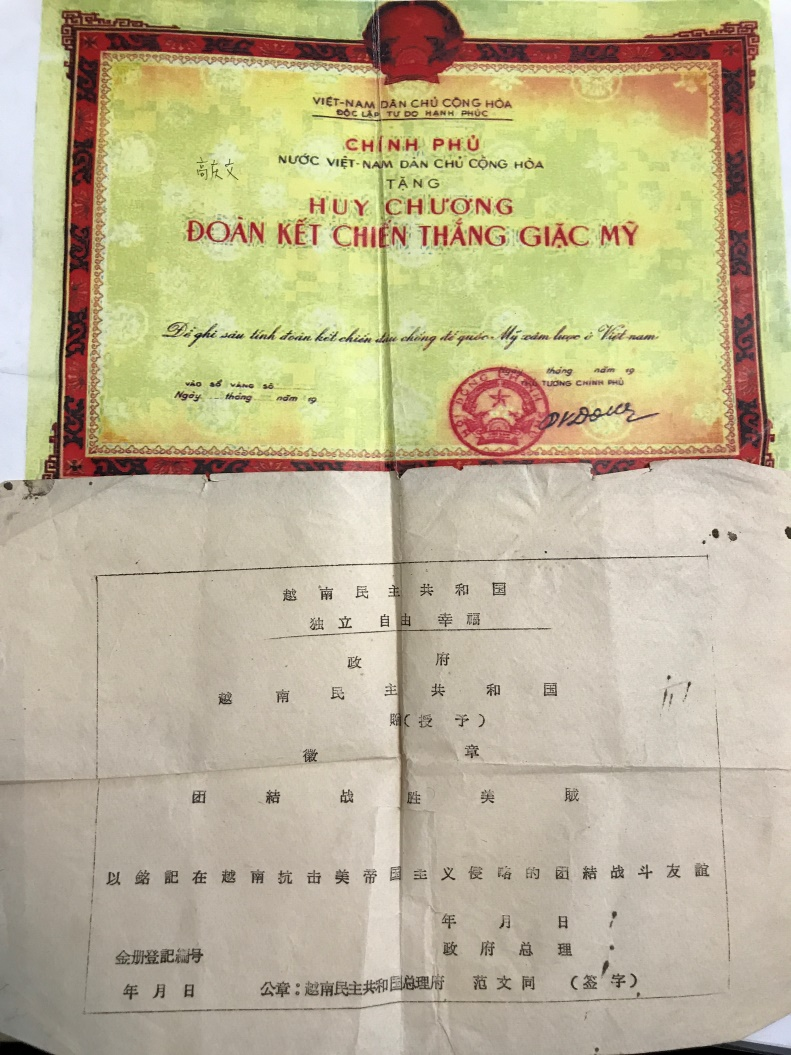 VIỆT-NAM DÂN CHỦ CỘNG HÒA
ĐỘC LẬP TỰ DO HẠNH PHÚC
CHÍNH PHỦ
NƯỚC VIỆT-NAM DÂN CHỦ CỘNG HÒA
高庆文
TẶNG
HUY CHƯƠNG
ĐOÀN KẾT CHIẾN THẮNG GIẶC MỸ
Để ghi sâu tình đoàn kết chiến đấu chống đế quốc Mỹ xâm lược ở Việt-nam
VÀO SỔ VÀNG SỐ
Ngày tháng năm 19
Ngày tháng năm 19
THỦ TƯỚNG CHÍNH PHỦ
越南民主共和国
独立 自由 幸福
政府
越南民主共和国
赠(授予)
徽章
团結战胜美贼
以銘記在越南抗击美帝国主义侵略的团結战斗友誼
年月日
政府总理
金册登記編号
年月日
公章：越南民主共和国总理府 范文同 (签字)